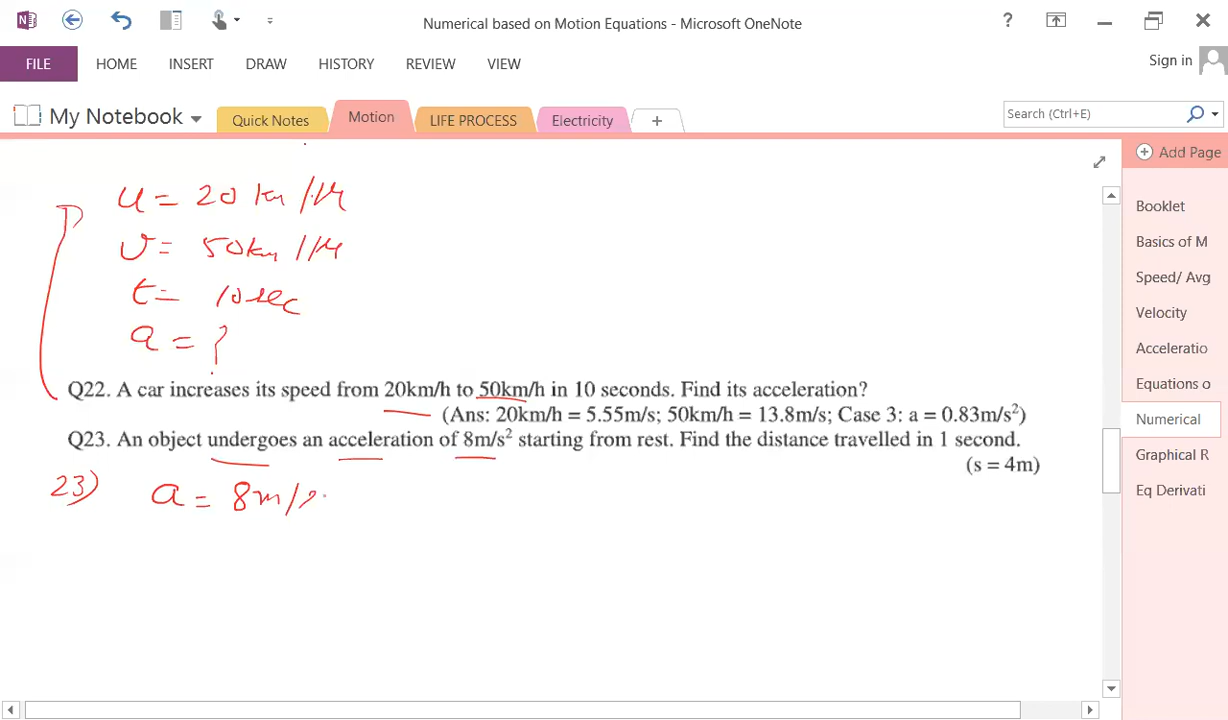 Numerical based on Motion Equations - Microsoft OneNote
?
FILE HOME INSERT DRAW HISTORY REVIEW VIEW
Sign in
My Notebook
Quick Notes Motion LIFE PROCESS Electricity +
Search (Ctrl+E)
Add Page
Booklet
Basics of M
Speed/ Avg
Velocity
Acceleratio
Equations o
Numerical
Graphical R
Eq Derivati
u = 20 km/hr
v = 50km/hr
t = 10sec
a = ?
Q22. A car increases its speed from 20km/h to 50km/h in 10 seconds. Find its acceleration?
(Ans: 20km/h = 5.55m/s; 50km/h = 13.8m/s; Case 3: a = 0.83m/s²)
Q23. An object undergoes an acceleration of 8m/s² starting from rest. Find the distance travelled in 1 second.
(s = 4m)
23) a = 8m/s